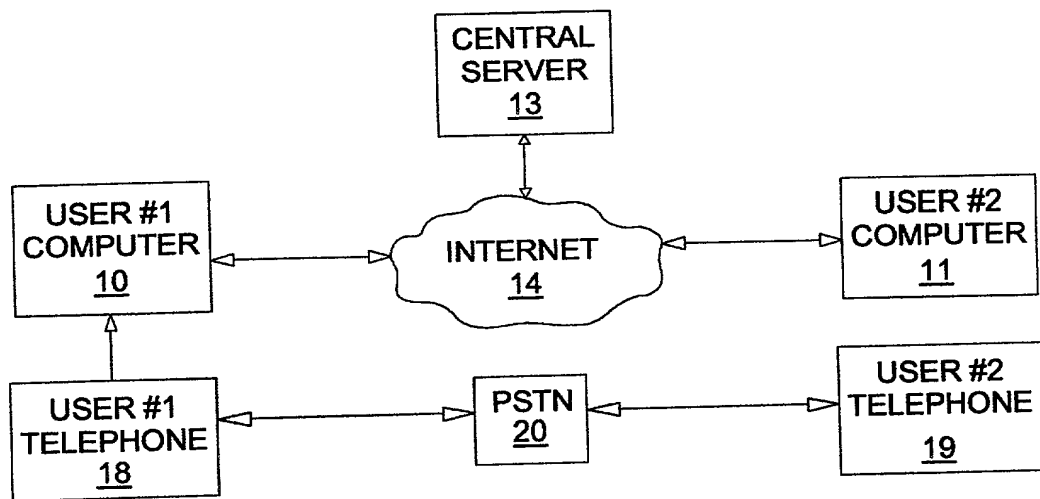 CENTRAL
SERVER
13
USER #1
COMPUTER
10
INTERNET
14
USER #2
COMPUTER
11
USER #1
TELEPHONE
18
PSTN
20
USER #2
TELEPHONE
19